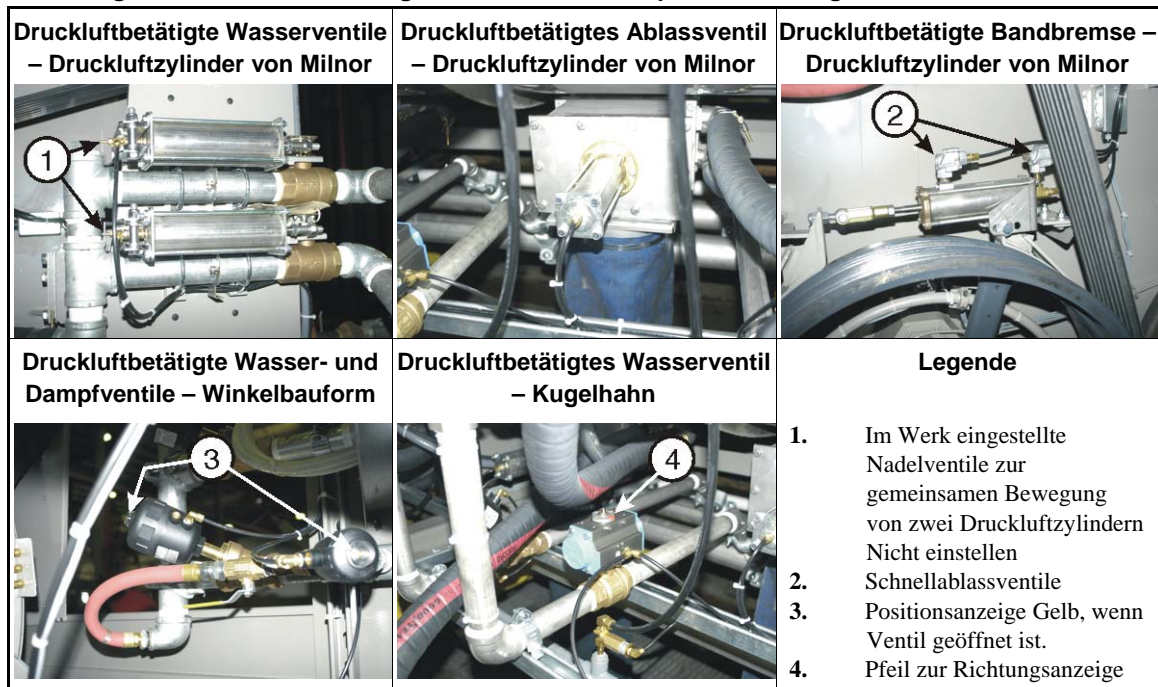 Druckluftbetätigte Wasserventile
– Druckluftzylinder von Milnor
Druckluftbetätigtes Ablassventil
– Druckluftzylinder von Milnor
Druckluftbetätigte Bandbremse –
Druckluftzylinder von Milnor
1
2
Druckluftbetätigte Wasser- und
Dampfventile – Winkelbauform
Druckluftbetätigtes Wasserventil
– Kugelhahn
3
4
Legende
1. Im Werk eingestellte
Nadelventile zur
gemeinsamen Bewegung
von zwei Druckluftzylindern
Nicht einstellen
2. Schnellablassventile
3. Positionsanzeige Gelb, wenn
Ventil geöffnet ist.
4. Pfeil zur Richtungsanzeige